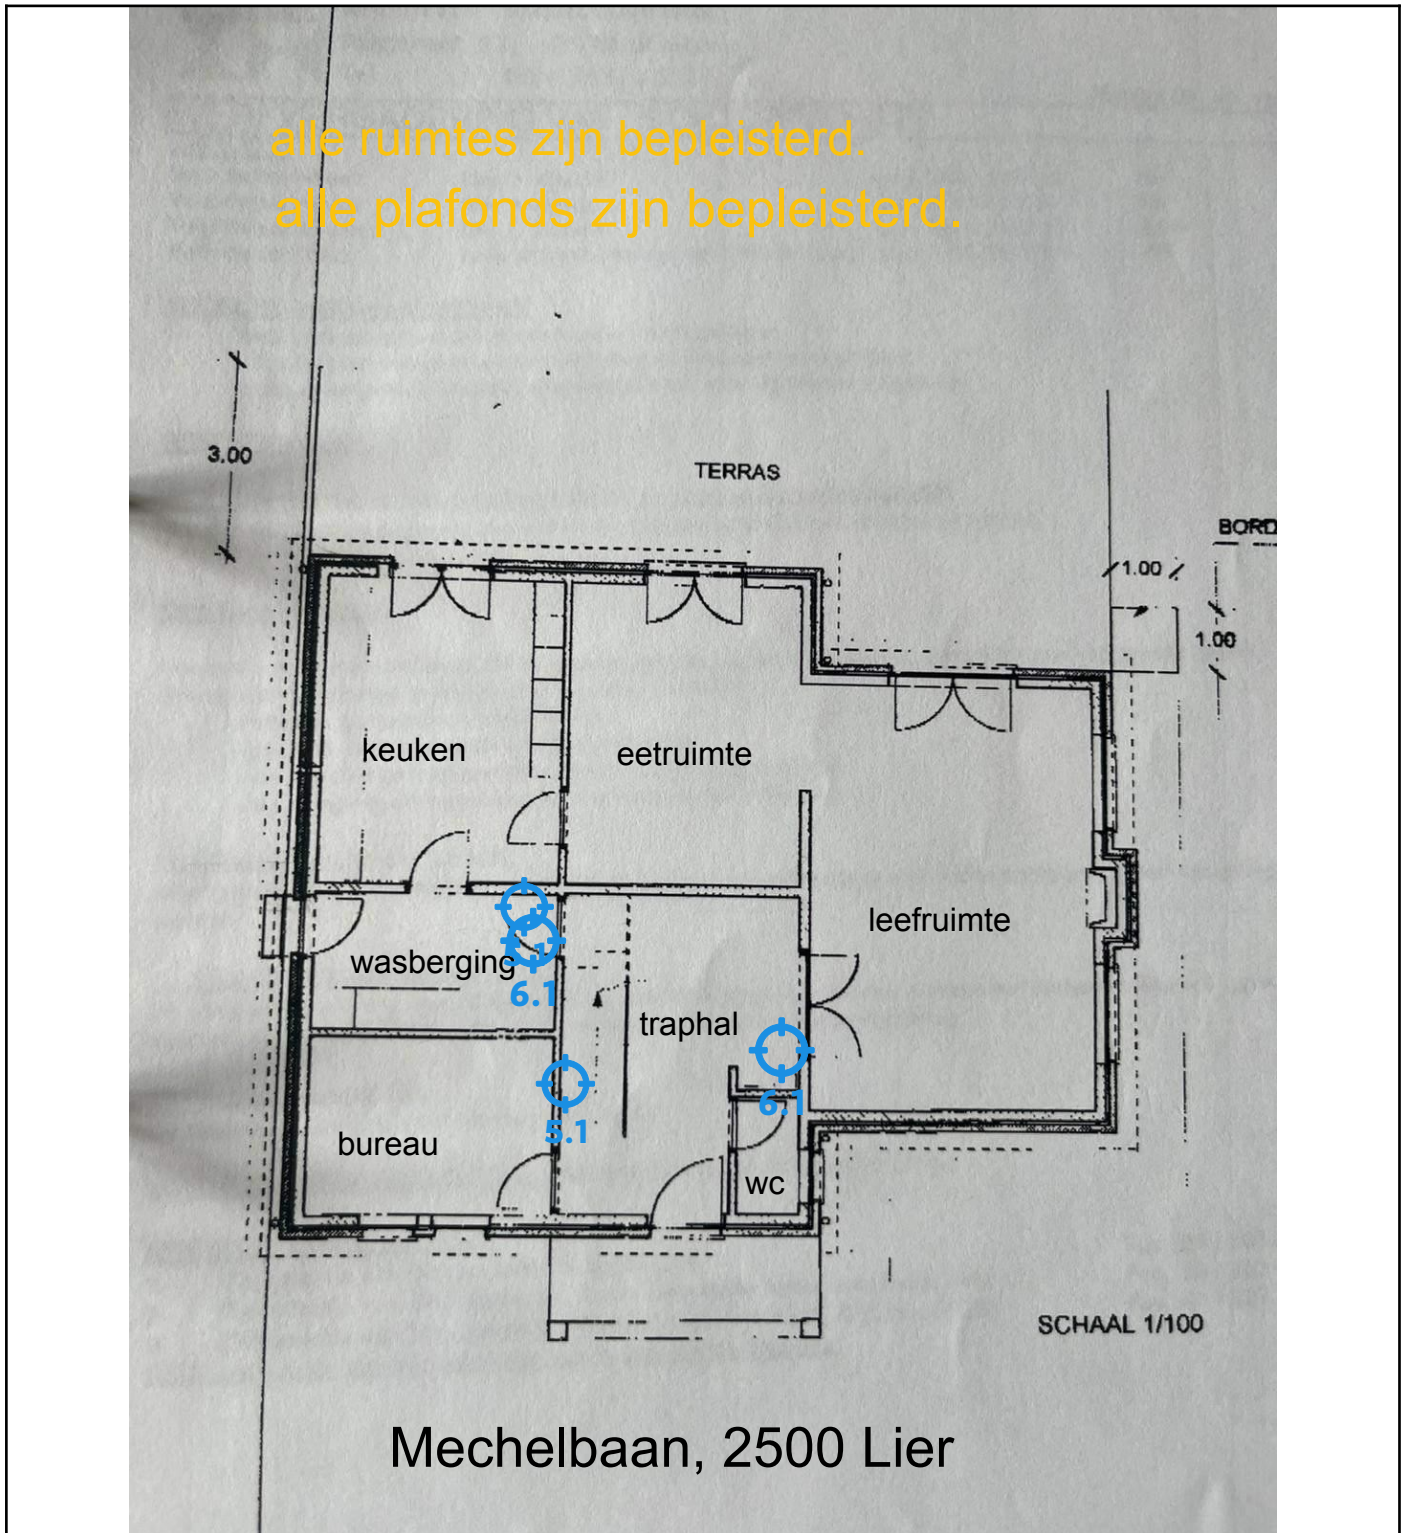 alle ruimtes zijn bepleisterd.
alle plafonds zijn bepleisterd.
3.00
TERRAS
BORD
1.00
1.00
keuken
eetruimte
leefruimte
wasberging
6.1
traphal
6.1
5.1
bureau
wc
SCHAAL 1/100
Mechelbaan, 2500 Lier